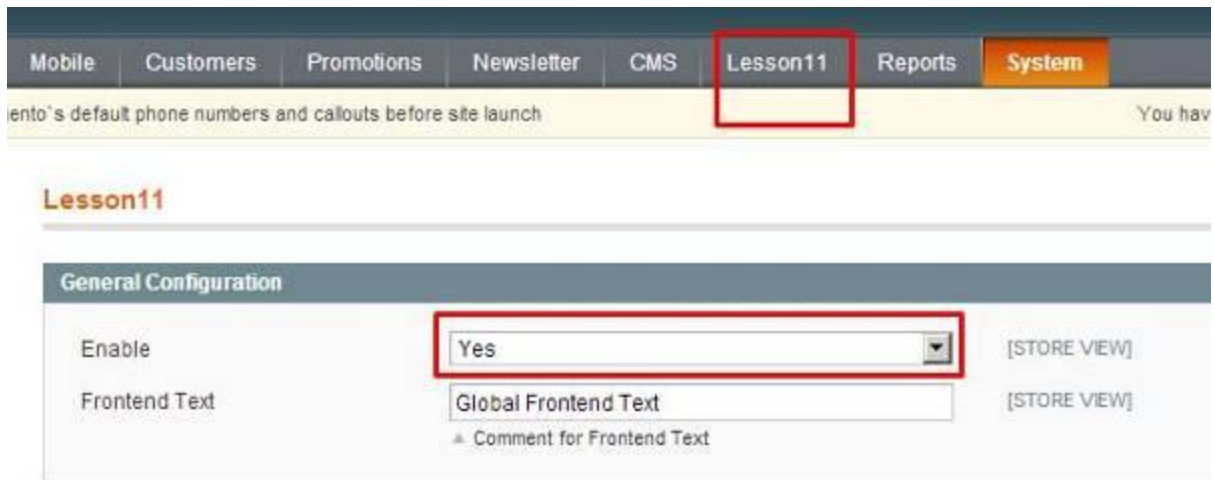 Mobile Customers Promotions Newsletter CMS Lesson11 Reports System
ento`s default phone numbers and callouts before site launch You hav
Lesson11
General Configuration
Enable Yes [STORE VIEW]
Frontend Text Global Frontend Text [STORE VIEW]
Comment for Frontend Text